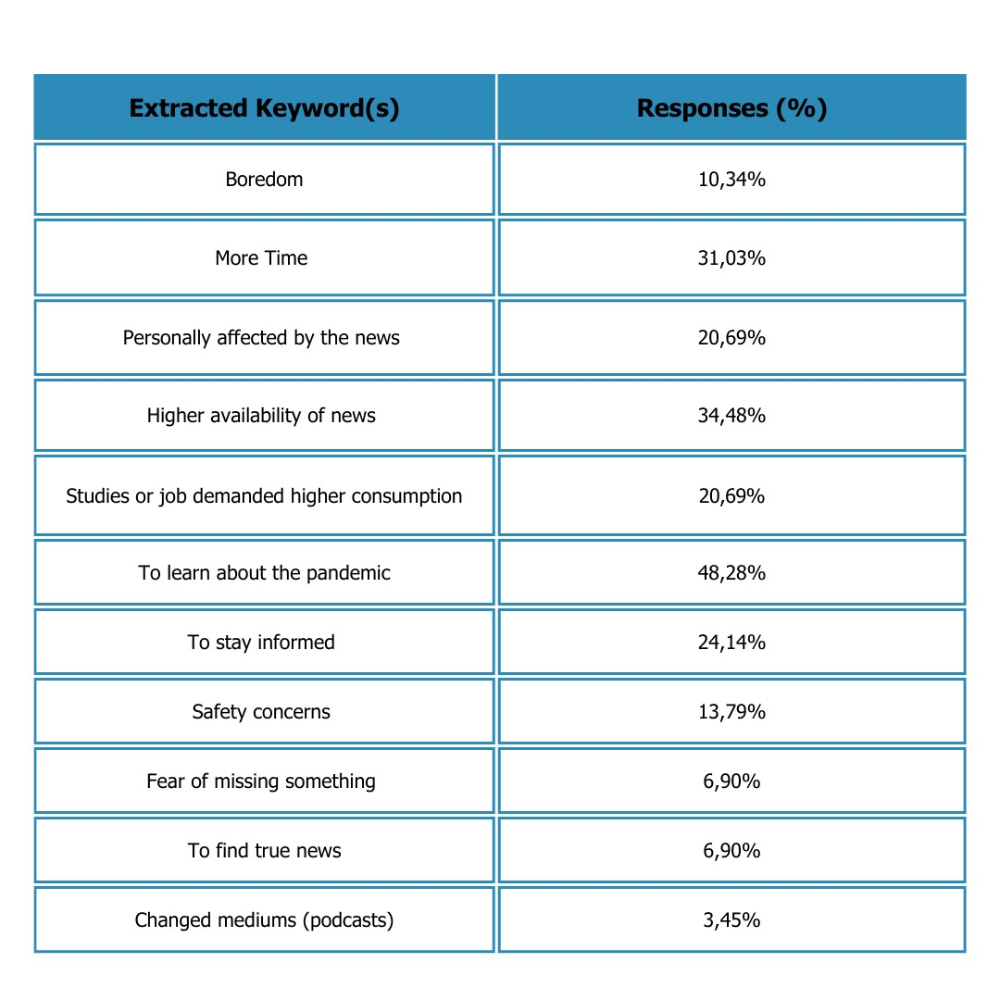 Extracted Keyword(s) Responses (%)
Boredom 10,34%
More Time 31,03%
Personally affected by the news 20,69%
Higher availability of news 34,48%
Studies or job demanded higher consumption 20,69%
To learn about the pandemic 48,28%
To stay informed 24,14%
Safety concerns 13,79%
Fear of missing something 6,90%
To find true news 6,90%
Changed mediums (podcasts) 3,45%